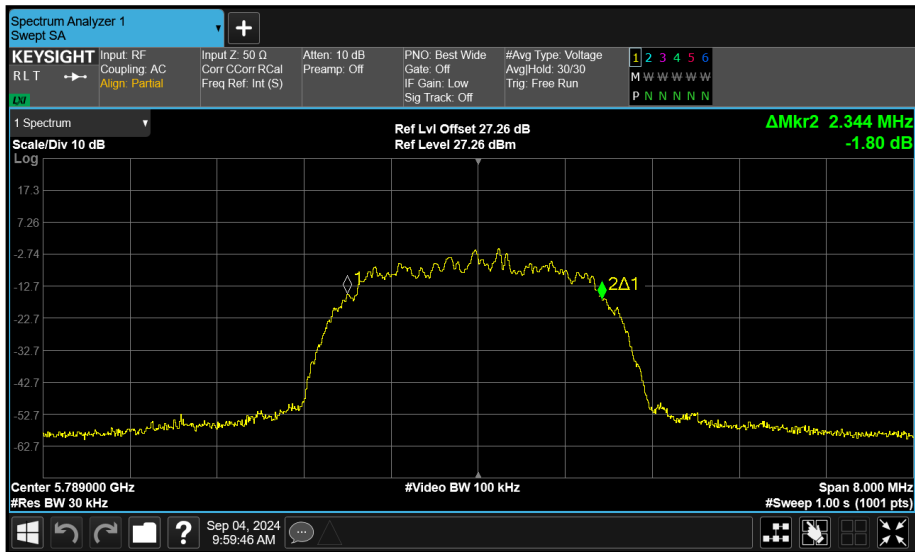 Spectrum Analyzer 1
Swept SA
+
KEYSIGHT
RLT
LXI
Input: RF
Coupling: AC
Align: Partial
Input Z: 50 Ω
Corr CCorr RCal
Freq Ref: Int (S)
Atten: 10 dB
Preamp: Off
PNO: Best Wide
Gate: Off
IF Gain: Low
Sig Track: Off
#Avg Type: Voltage
Avg|Hold: 30/30
Trig: Free Run
1 2 3 4 5 6
M W W W W W
P N N N N N
1 Spectrum
Scale/Div 10 dB
Log
Ref Lvl Offset 27.26 dB
Ref Level 27.26 dBm
ΔMkr2 2.344 MHz
-1.80 dB
17.3
7.26
-2.74
-12.7
-22.7
-32.7
-42.7
-52.7
-62.7
1
2Δ1
Center 5.789000 GHz
#Res BW 30 kHz
#Video BW 100 kHz
Span 8.000 MHz
#Sweep 1.00 s (1001 pts)
?
Sep 04, 2024
9:59:46 AM